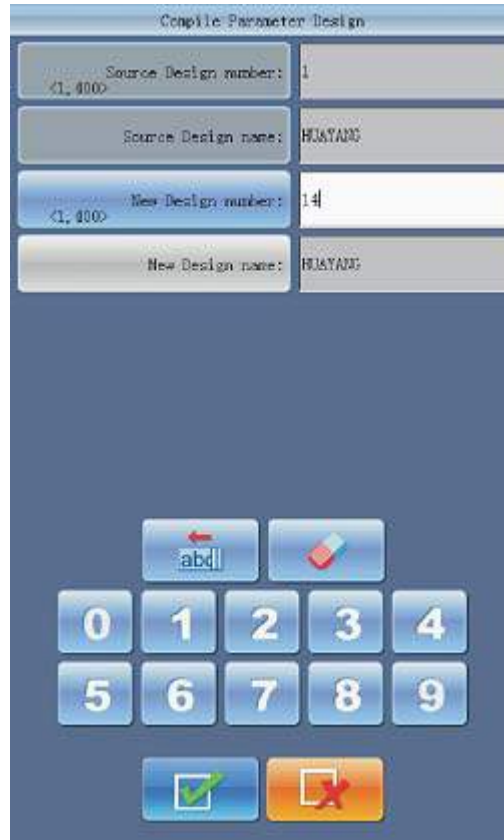 Compile Parameter Design
Source Design number: 1
<1,400>
Source Design name: HUAYANG
New Design number: 14
<1,400>
New Design name: HUAYANG
abc
0 1 2 3 4
5 6 7 8 9